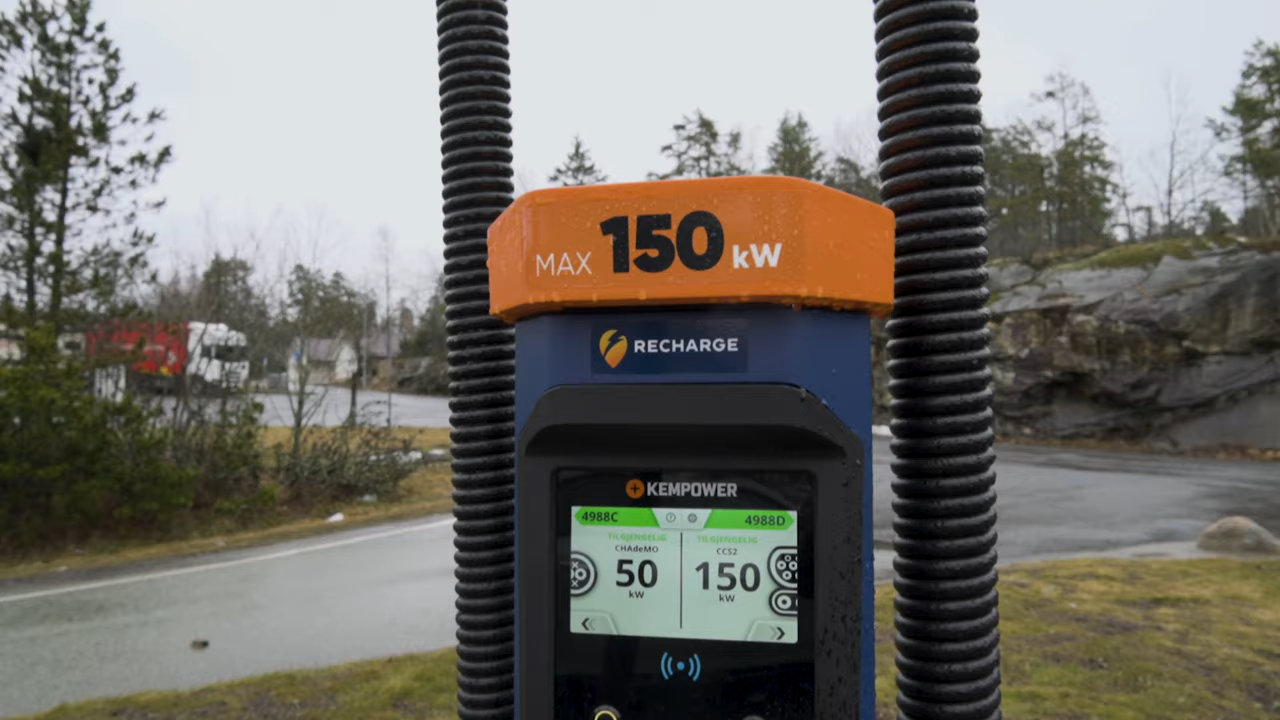 MAX 150 kW
RECHARGE
KEMPOWER
4988C 4988D
TILGJENGELIG TILGJENGELIG
CHAdeMO CCS2
50 150
kW kW